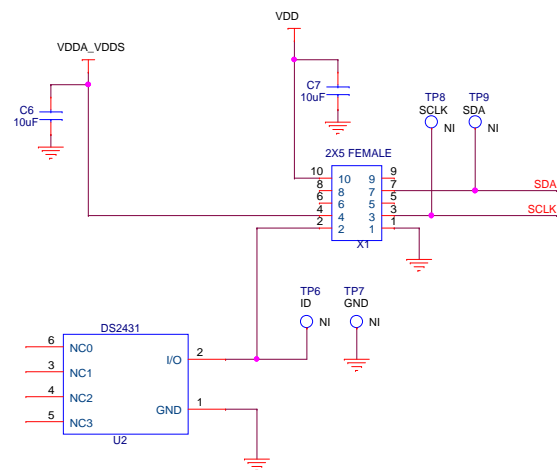 VDD
VDDA_VDDS
C6
10uF
C7
10uF
TP8
SCLK
NI
TP9
SDA
NI
2X5 FEMALE
10 10 9 9
8 8 7 7
6 6 5 5
4 4 3 3
2 2 1 1
X1
SDA
SCLK
TP6
ID
NI
TP7
GND
NI
DS2431
6 NC0
3 NC1
4 NC2
5 NC3
I/O 2
GND 1
U2